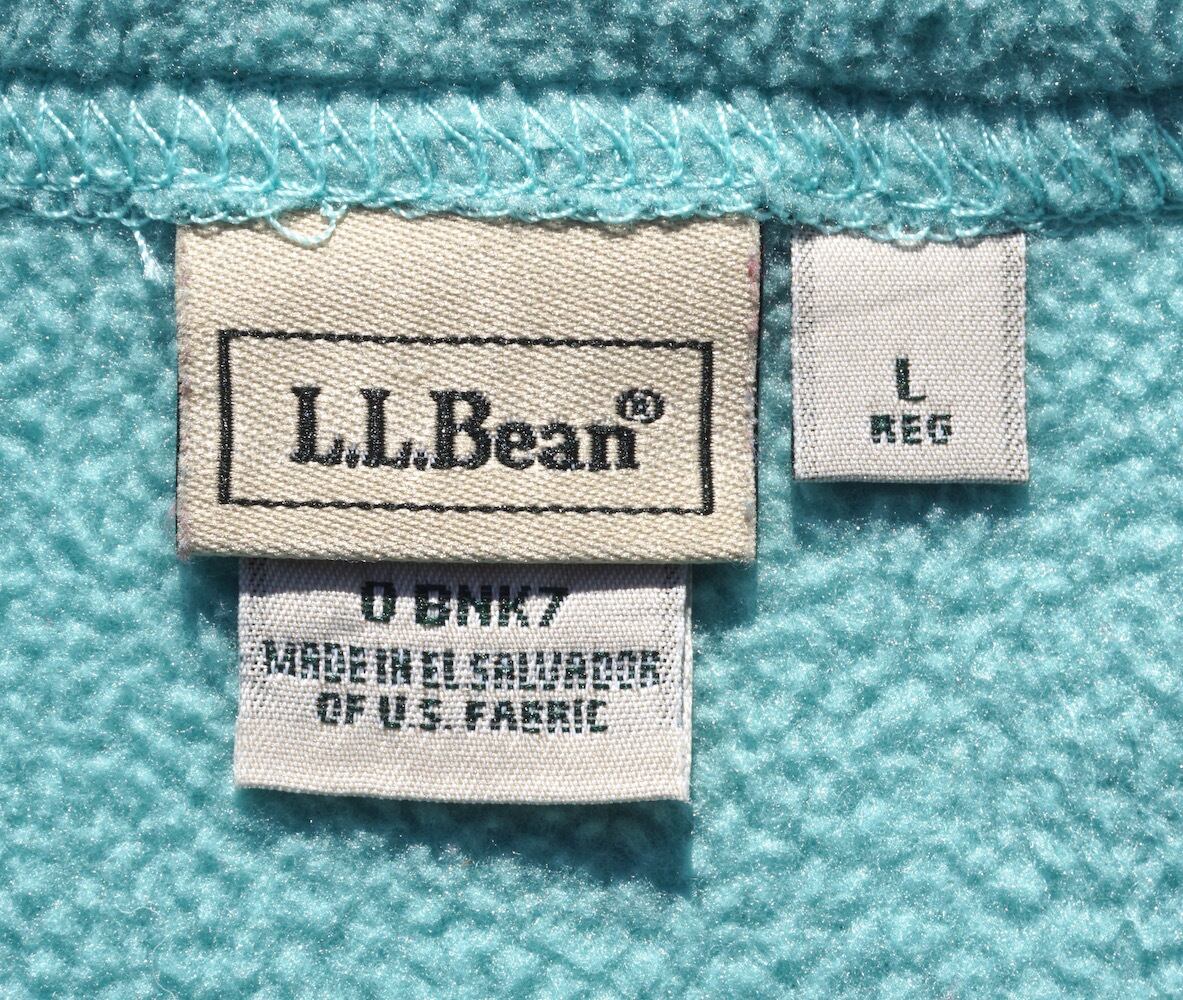 L.L.Bean®
L
REG
0 BNK7
MADE IN EL SALVADOR
OF U.S. FABRIC